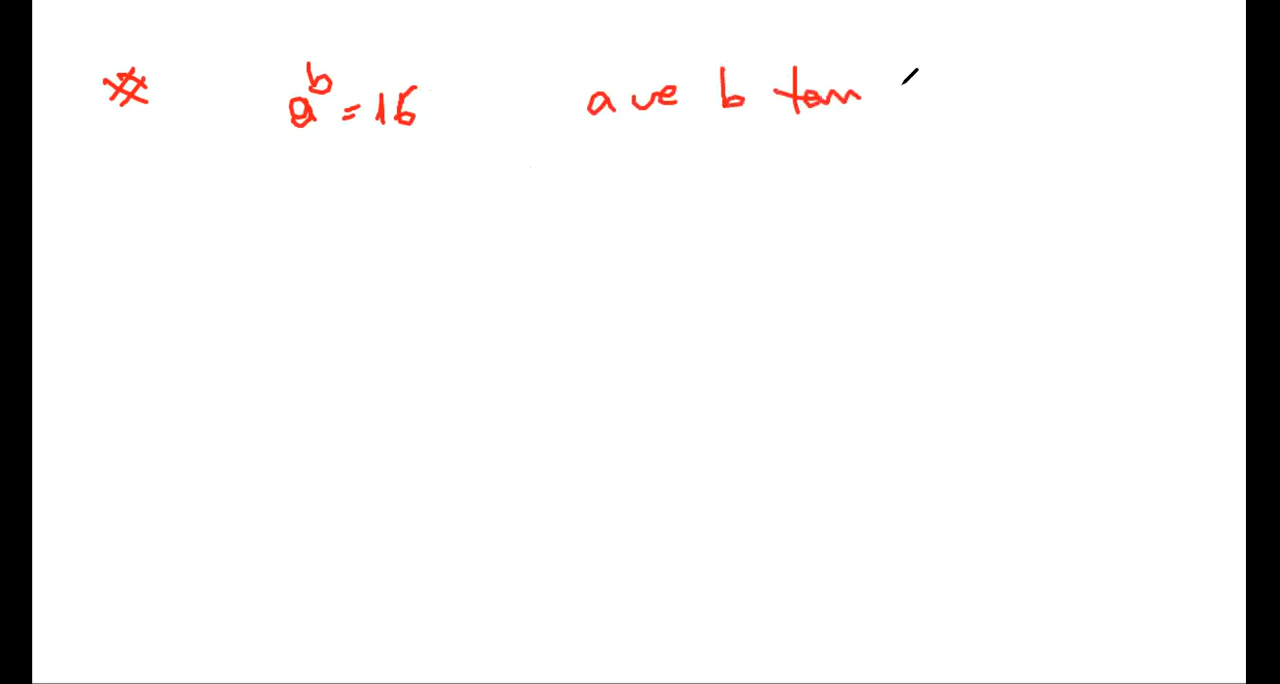 ※ a^b = 16 a ve b tam